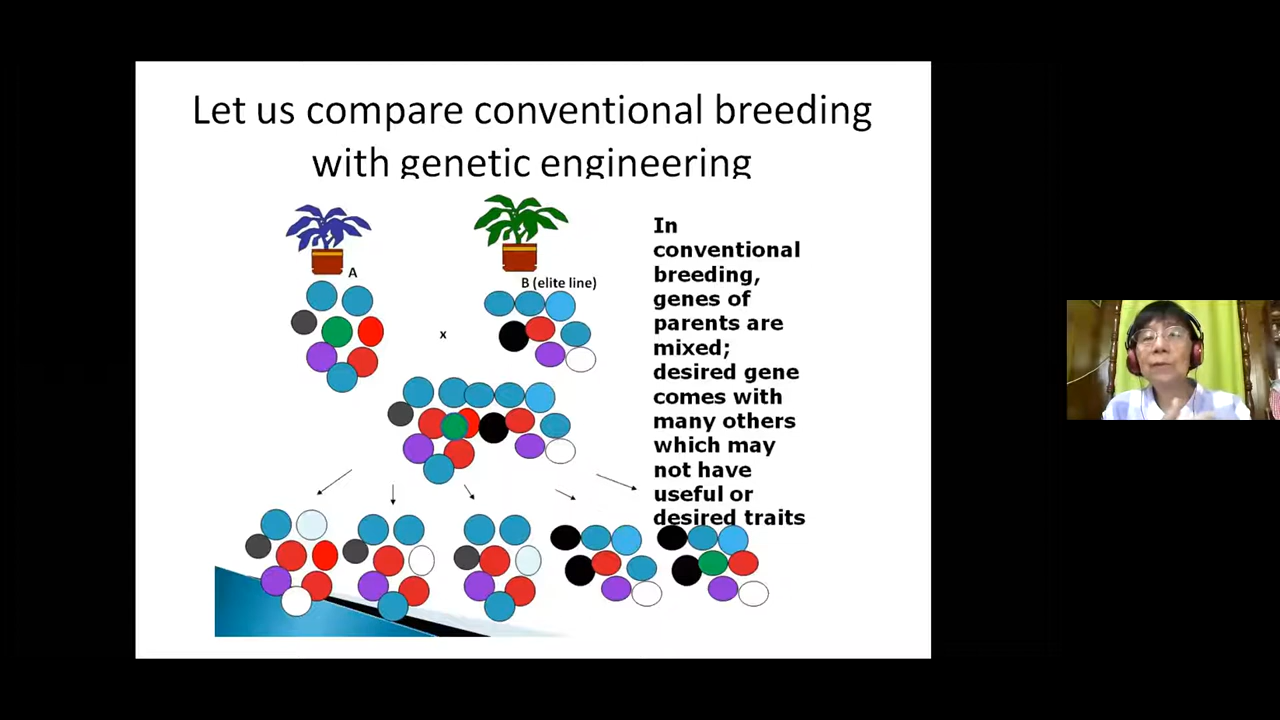 Let us compare conventional breeding
with genetic engineering
A
B (elite line)
x
In
conventional
breeding,
genes of
parents are
mixed;
desired gene
comes with
many others
which may
not have
useful or
desired traits